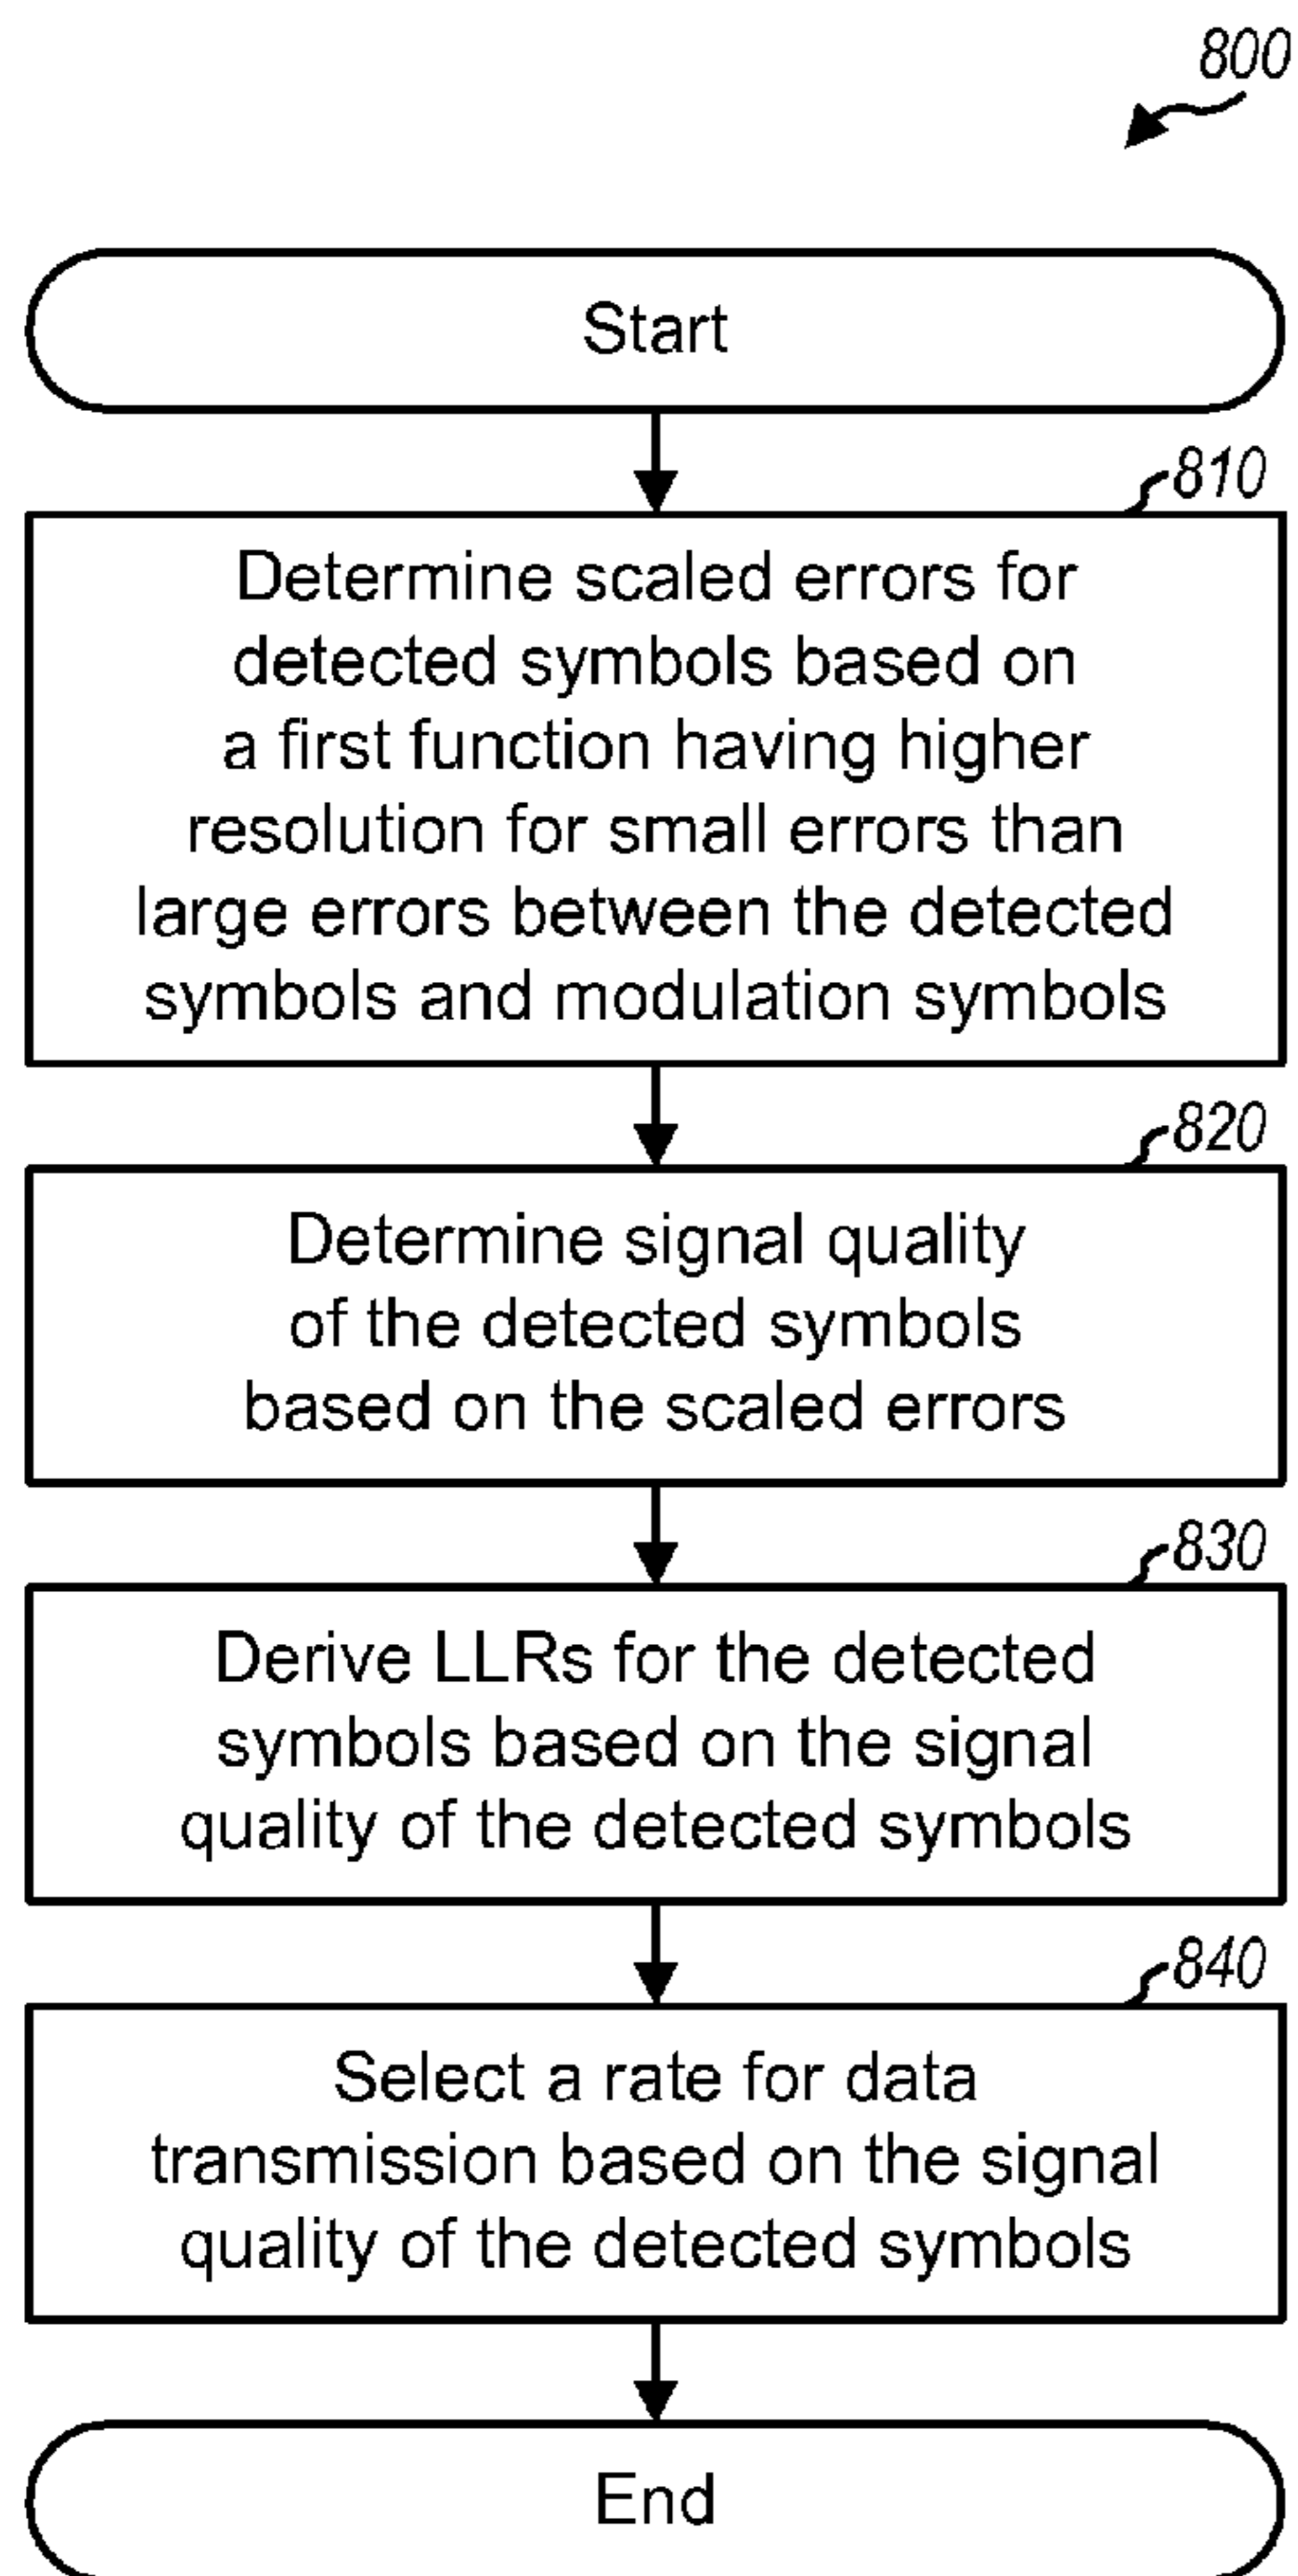 800
Start
810
Determine scaled errors for
detected symbols based on
a first function having higher
resolution for small errors than
large errors between the detected
symbols and modulation symbols
820
Determine signal quality
of the detected symbols
based on the scaled errors
830
Derive LLRs for the detected
symbols based on the signal
quality of the detected symbols
840
Select a rate for data
transmission based on the signal
quality of the detected symbols
End